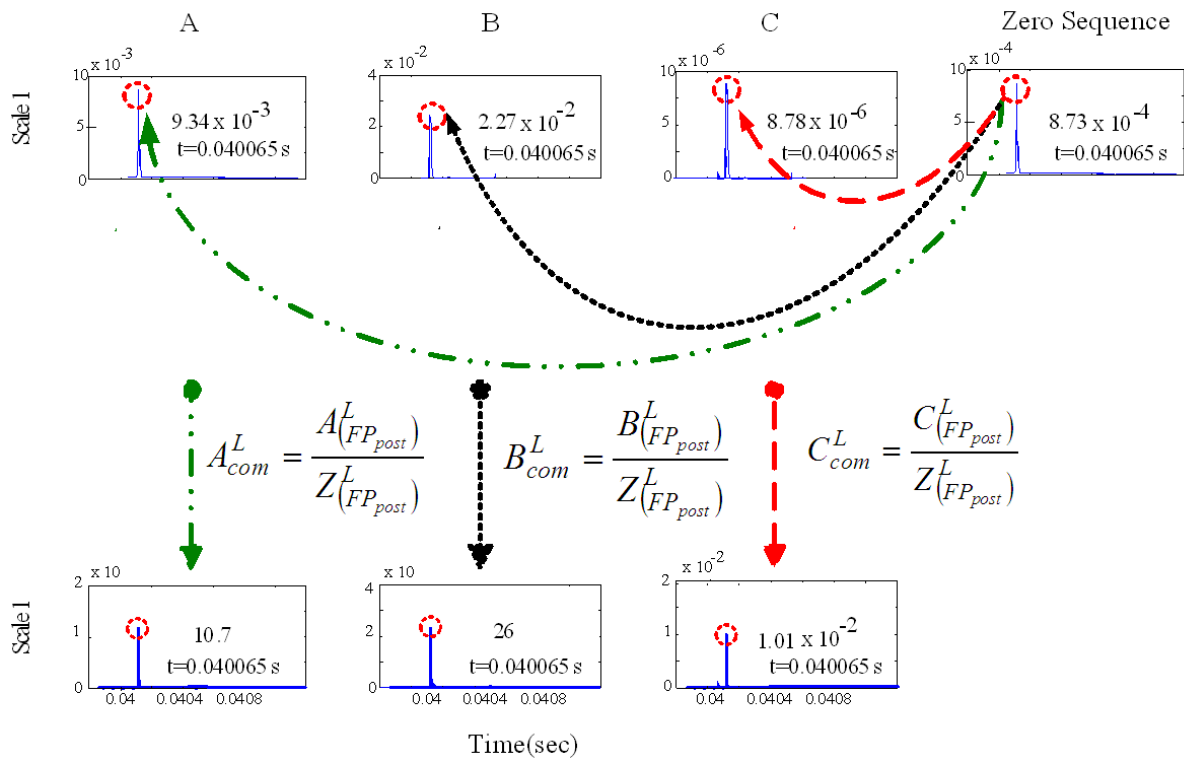 A
B
C
Zero Sequence
Scale1
10 x 10 -3
5
0
9.34 x 10 -3
t=0.040065 s
4 x 10 -2
2
0
2.27 x 10 -2
t=0.040065 s
10 x 10 -6
5
0
8.78 x 10 -6
t=0.040065 s
10 x 10 -4
5
0
8.73 x 10 -4
t=0.040065 s
A^L_com = A^L_(FP_post) / Z^L_(FP_post)
B^L_com = B^L_(FP_post) / Z^L_(FP_post)
C^L_com = C^L_(FP_post) / Z^L_(FP_post)
Scale1
2 x 10
1
0
10.7
t=0.040065 s
0.04 0.0404 0.0408
4 x 10
2
0
26
t=0.040065 s
0.04 0.0404 0.0408
2 x 10 -2
1
0
1.01 x 10 -2
t=0.040065 s
0.04 0.0404 0.0408
Time(sec)